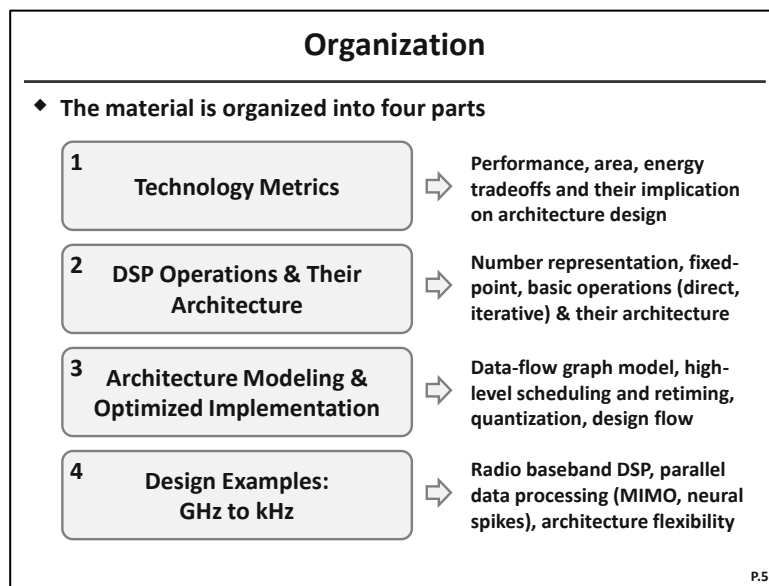 Organization
◆ The material is organized into four parts
1
Technology Metrics
Performance, area, energy
tradeoffs and their implication
on architecture design
2
DSP Operations & Their
Architecture
Number representation, fixed-
point, basic operations (direct,
iterative) & their architecture
3
Architecture Modeling &
Optimized Implementation
Data-flow graph model, high-
level scheduling and retiming,
quantization, design flow
4
Design Examples:
GHz to kHz
Radio baseband DSP, parallel
data processing (MIMO, neural
spikes), architecture flexibility
P.5